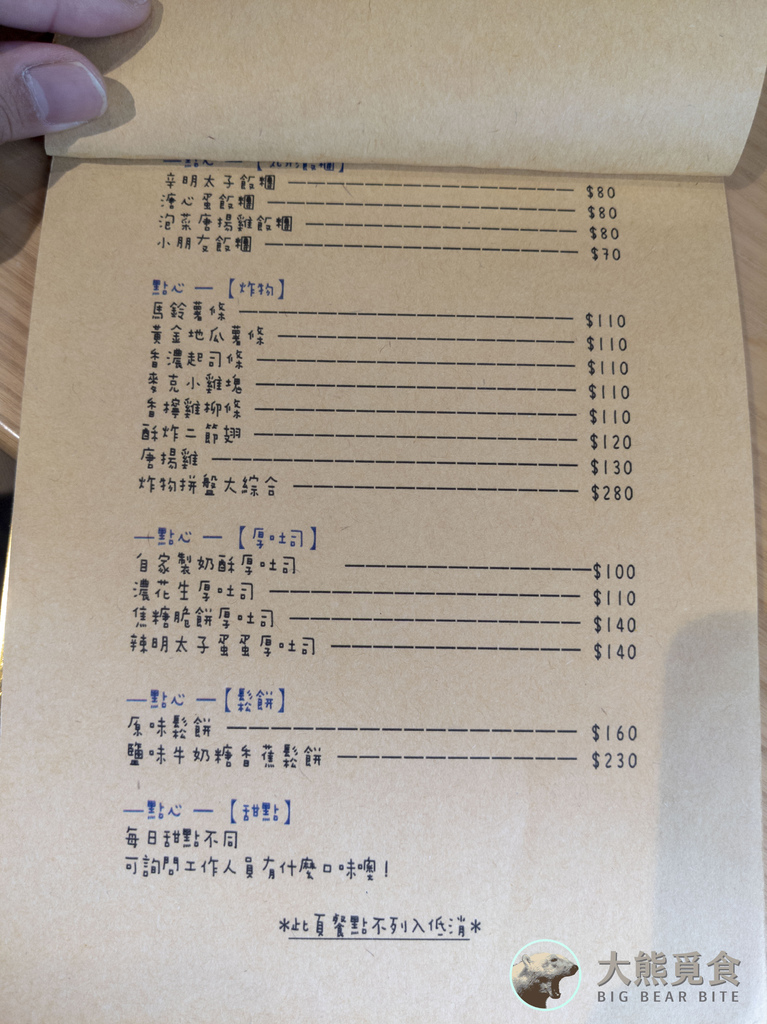 點心 — 【飯糰】
辛明太子飯糰 $80
溏心蛋飯糰 $80
泡菜唐揚雞飯糰 $80
小朋友飯糰 $70
點心 — 【炸物】
馬鈴薯條 $110
黃金地瓜薯條 $110
香濃起司條 $110
麥克小雞塊 $110
香檸雞柳條 $110
酥炸二節翅 $120
唐揚雞 $130
炸物拼盤大綜合 $280
—點心 — 【厚吐司】
自家製奶酥厚吐司 $100
濃花生厚吐司 $110
焦糖脆餅厚吐司 $140
辣明太子蛋蛋厚吐司 $140
—點心 —【鬆餅】
原味鬆餅 $160
鹽味牛奶糖香蕉鬆餅 $230
—點心 — 【甜點】
每日甜點不同
可詢問工作人員有什麼口味噢!
*此頁餐點不列入低消*
大熊覓食
BIG BEAR BITE